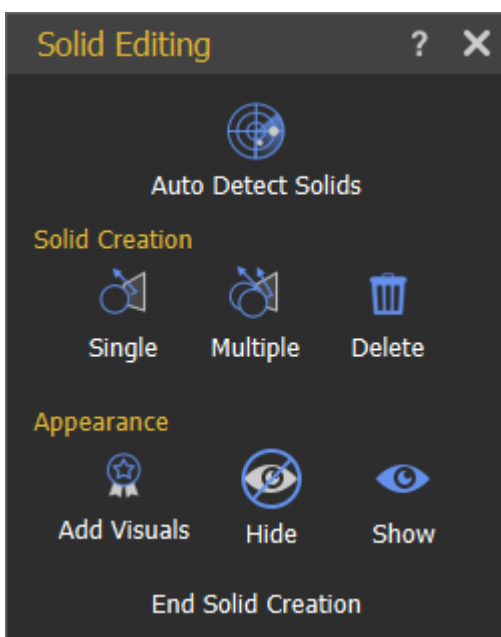 Solid Editing ?
Auto Detect Solids
Solid Creation
Single Multiple Delete
Appearance
Add Visuals Hide Show
End Solid Creation